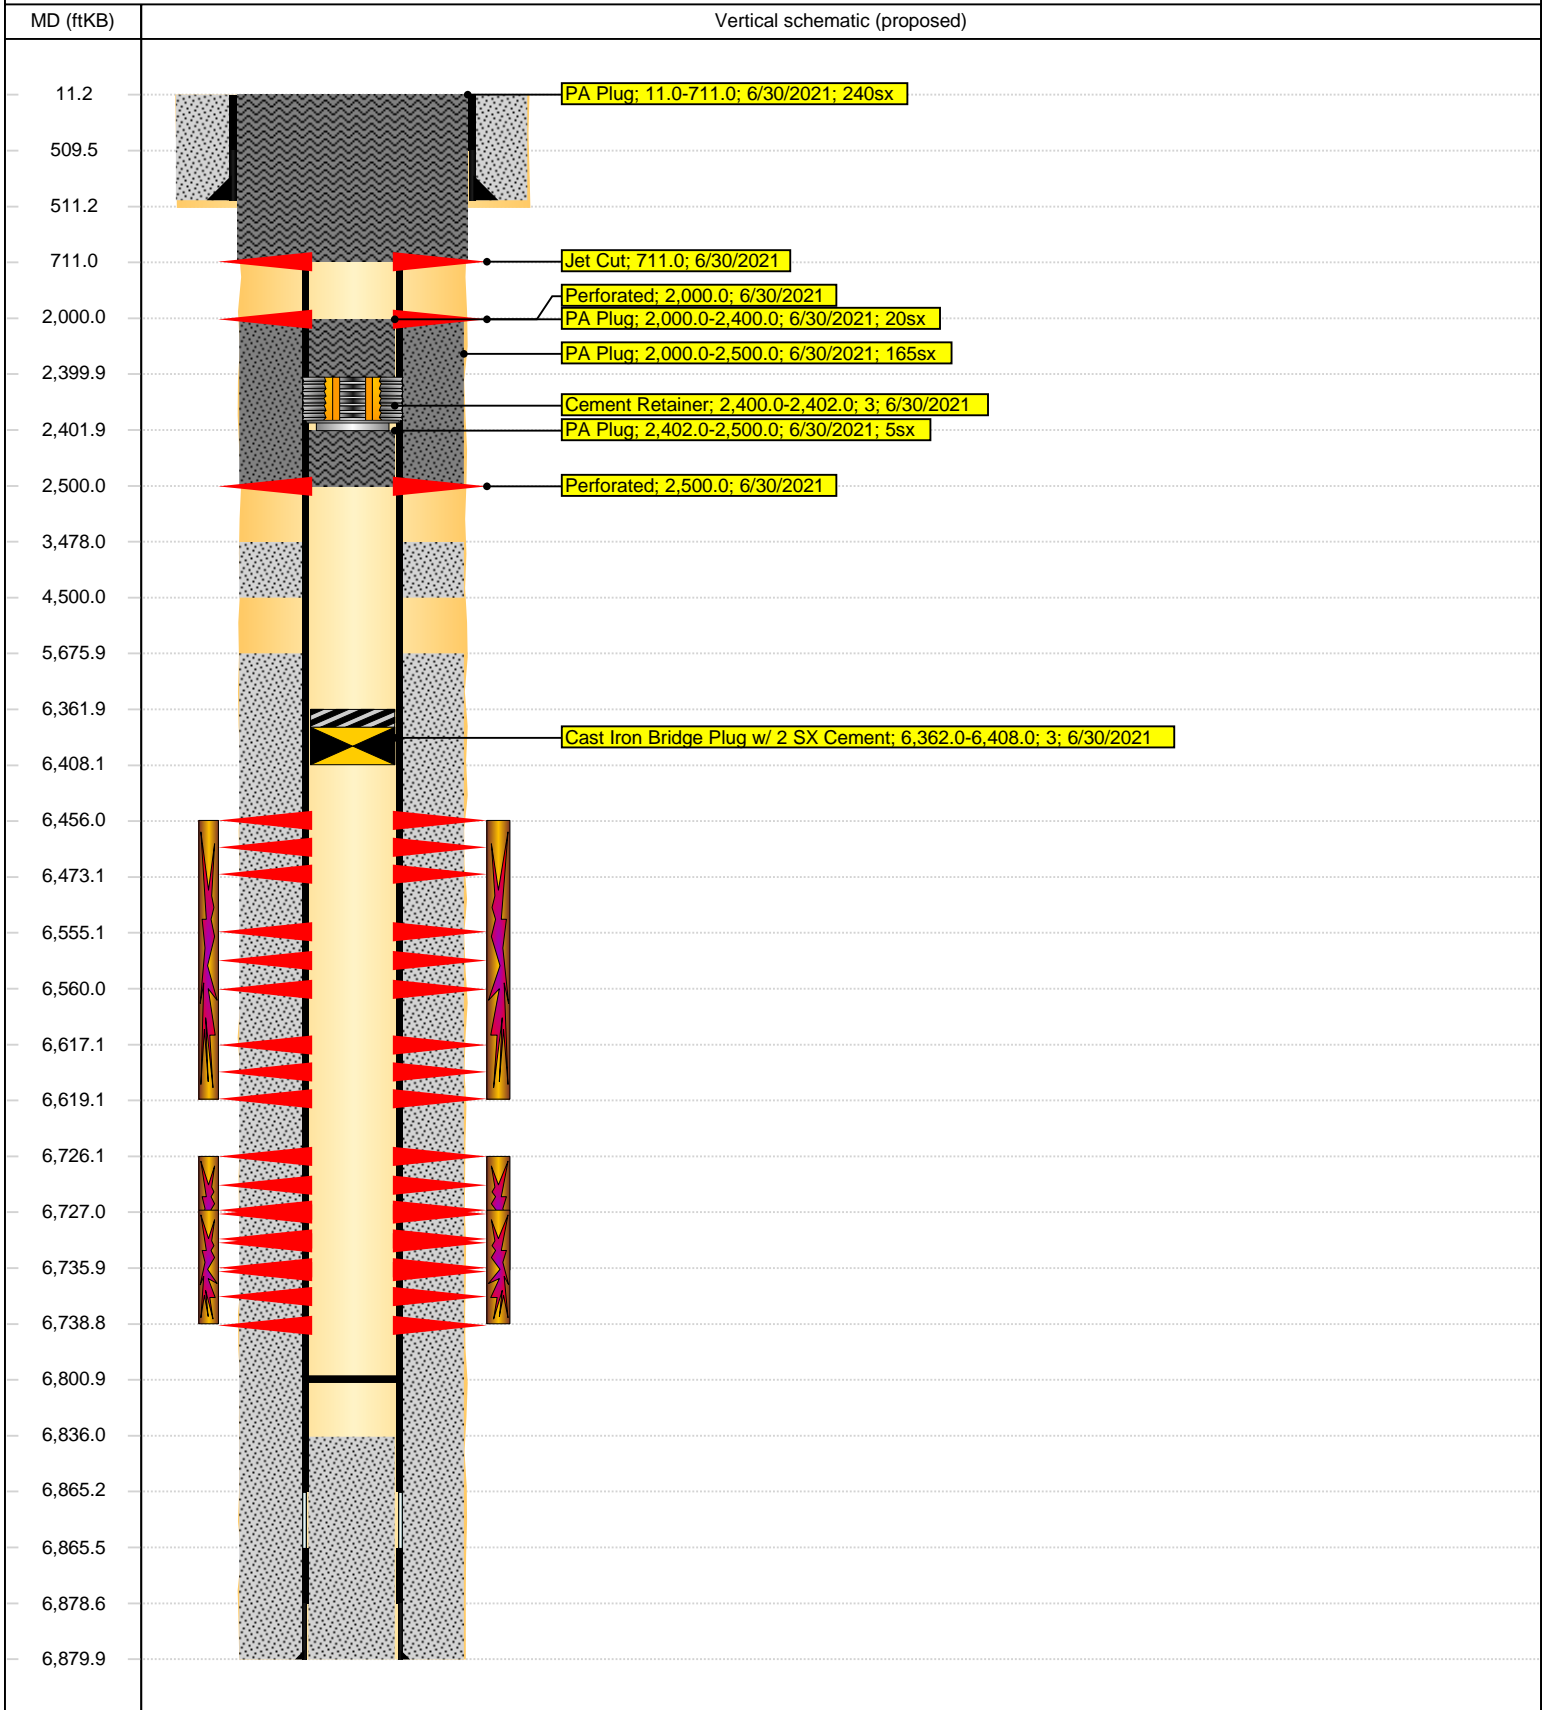 MD (ftKB)
Vertical schematic (proposed)
11.2
PA Plug; 11.0-711.0; 6/30/2021; 240sx
509.5
511.2
711.0
Jet Cut; 711.0; 6/30/2021
Perforated; 2,000.0; 6/30/2021
2,000.0
PA Plug; 2,000.0-2,400.0; 6/30/2021; 20sx
PA Plug; 2,000.0-2,500.0; 6/30/2021; 165sx
2,399.9
Cement Retainer; 2,400.0-2,402.0; 3; 6/30/2021
2,401.9
PA Plug; 2,402.0-2,500.0; 6/30/2021; 5sx
2,500.0
Perforated; 2,500.0; 6/30/2021
3,478.0
4,500.0
5,675.9
6,361.9
Cast Iron Bridge Plug w/ 2 SX Cement; 6,362.0-6,408.0; 3; 6/30/2021
6,408.1
6,456.0
6,473.1
6,555.1
6,560.0
6,617.1
6,619.1
6,726.1
6,727.0
6,735.9
6,738.8
6,800.9
6,836.0
6,865.2
6,865.5
6,878.6
6,879.9